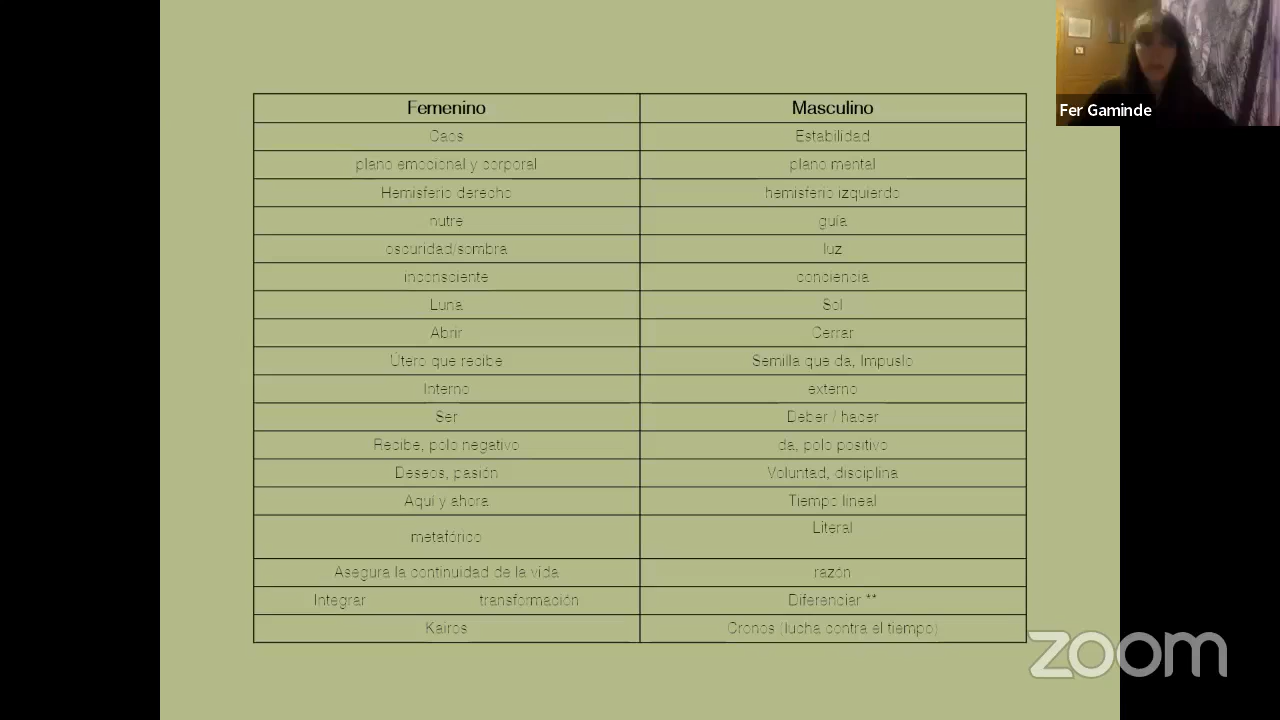 Fer Gaminde
Femenino Masculino
Caos Estabilidad
plano emocional y corporal plano mental
Hemisferio derecho hemisferio izquierdo
nutre guía
oscuridad/sombra luz
inconsciente conciencia
Luna Sol
Abrir Cerrar
Útero que recibe Semilla que da, Impuslo
Interno externo
Ser Deber / hacer
Recibe, polo negativo da, polo positivo
Deseos, pasión Voluntad, disciplina
Aquí y ahora Tiempo lineal
metafórico Literal
Asegura la continuidad de la vida razón
Integrar transformación Diferenciar **
Kairos Cronos (lucha contra el tiempo)
zoom